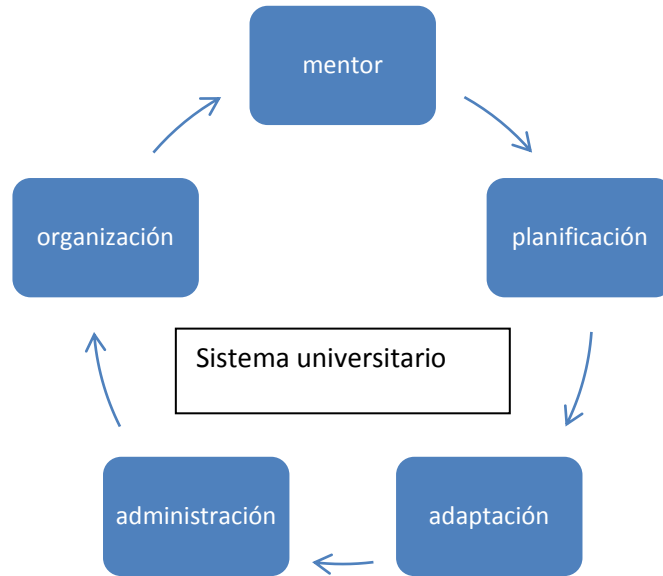 mentor
planificación
adaptación
administración
organización
Sistema universitario